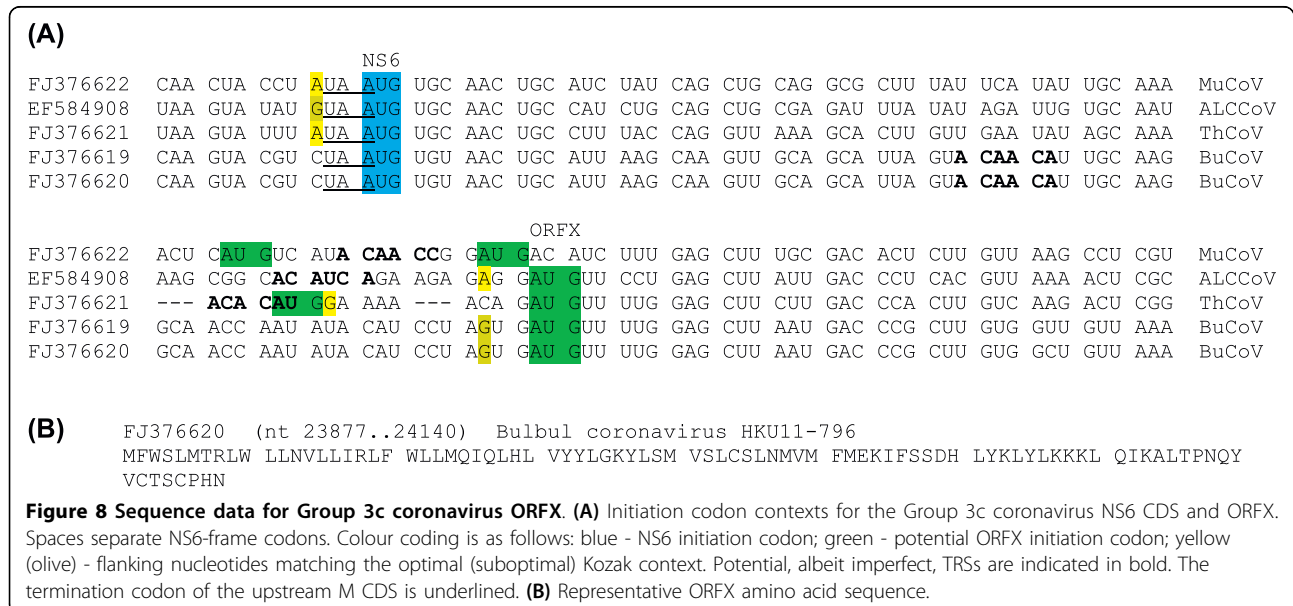 (A)
NS6
FJ376622 CAA CUA CCU AUA AUG UGC AAC UGC AUC UAU CAG CUG CAG GCG CUU UAU UCA UAU UGC AAA MuCoV
EF584908 UAA GUA UAU GUA AUG UGC AAC UGC CAU CUG CAG CUG CGA GAU UUA UAU AGA UUG UGC AAU ALCCoV
FJ376621 UAA GUA UUU AUA AUG UGC AAC UGC CUU UAC CAG UUA AAG CAC UUG UUG AAU AUA GCA AA ThCoV
FJ376619 CAA GUA CGU CUA AUG UGU AAC UGC AUU AAG CAA GUU GCA GCA UUA GUA CAA CAU UGC AAG BuCoV
FJ376620 CAA GUA CGU CUA AUG UGU AAC UGC AUU AAG CAA GUU GCA GCA UUA GUA CAA CAU UGC AAG BuCoV
ORFX
FJ376622 ACU CAU GUC AUA CAA CCG GAU GAC AUC UUU GAG CUU UGC GAC ACU CUU GUU AAG CCU CGU MuCoV
EF584908 AAG CGG CAC AUC AGA AGA GAG GAU GUU CCU GAG CUU AUU GAC CCU CAC GUU AAA ACU CGC ALCCoV
FJ376621 --- ACA CAU GGA AAA --- ACA GAU GUU UUG GAG CUU CUU GAC CCA CUU GUC AAG ACU CGG ThCoV
FJ376619 GCA ACC AAU AUA CAU CCU AGU GAU GUU UUG GAG CUU AAU GAC CCG CUU GUG GUU GUU AAA BuCoV
FJ376620 GCA ACC AAU AUA CAU CCU AGU GAU GUU UUG GAG CUU AAU GAC CCG CUU GUG GCU GUU AAA BuCoV
(B) FJ376620 (nt 23877..24140) Bulbul coronavirus HKU11-796
MFWSLMTRLW LLNVLLIRLF WLLMQIQLHL VYYLGKYLSM VSLCSLNMVM FMEKIFSSDH LYKLYLKKKL QIKALTPNQY
VCTSCPHN
Figure 8 Sequence data for Group 3c coronavirus ORFX. (A) Initiation codon contexts for the Group 3c coronavirus NS6 CDS and ORFX.
Spaces separate NS6-frame codons. Colour coding is as follows: blue - NS6 initiation codon; green - potential ORFX initiation codon; yellow
(olive) - flanking nucleotides matching the optimal (suboptimal) Kozak context. Potential, albeit imperfect, TRSs are indicated in bold. The
termination codon of the upstream M CDS is underlined. (B) Representative ORFX amino acid sequence.